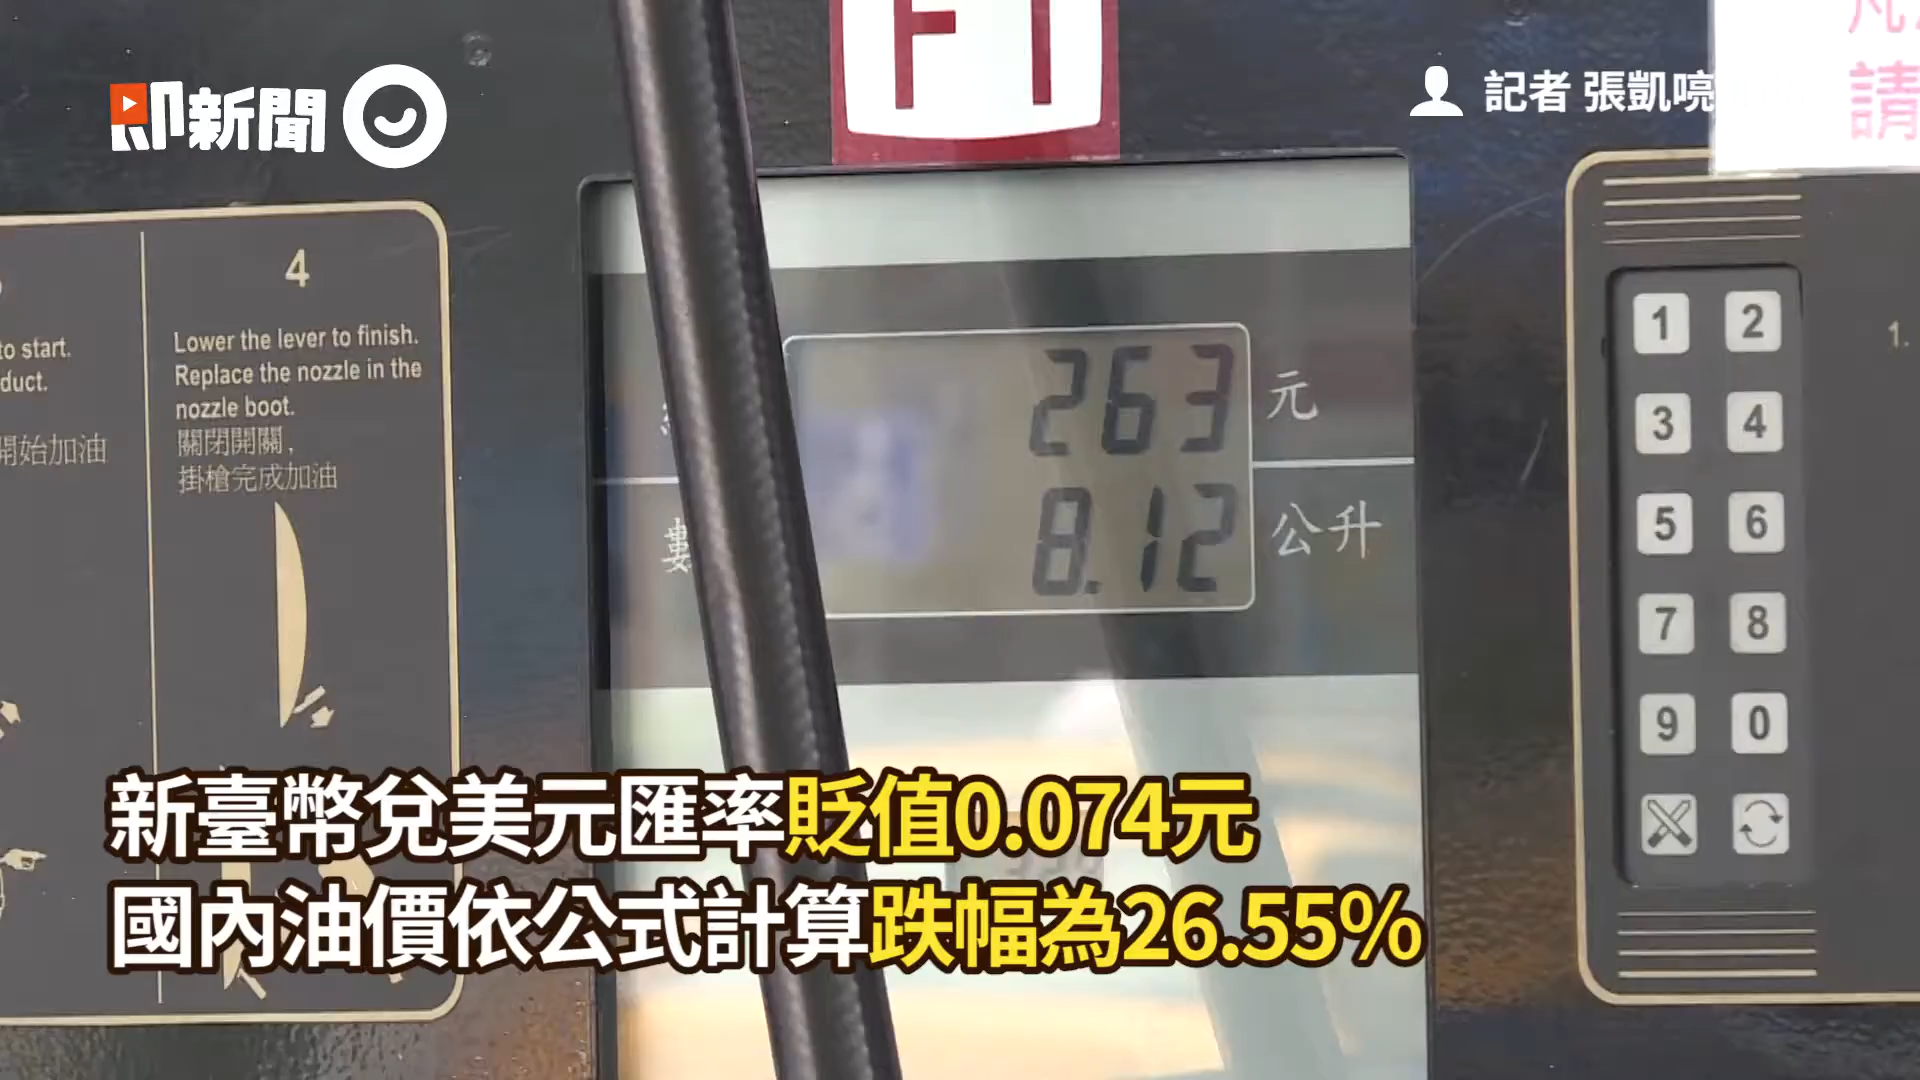 即新聞
記者 張凱喨
請
4
Lower the lever to finish.
Replace the nozzle in the
nozzle boot.
關閉開關,
掛槍完成加油
to start.
duct.
開始加油
263 元
數 8.12 公升
1 2
3 4
5 6
7 8
9 0
1.
新臺幣兌美元匯率貶值0.074元
國內油價依公式計算跌幅為26.55%